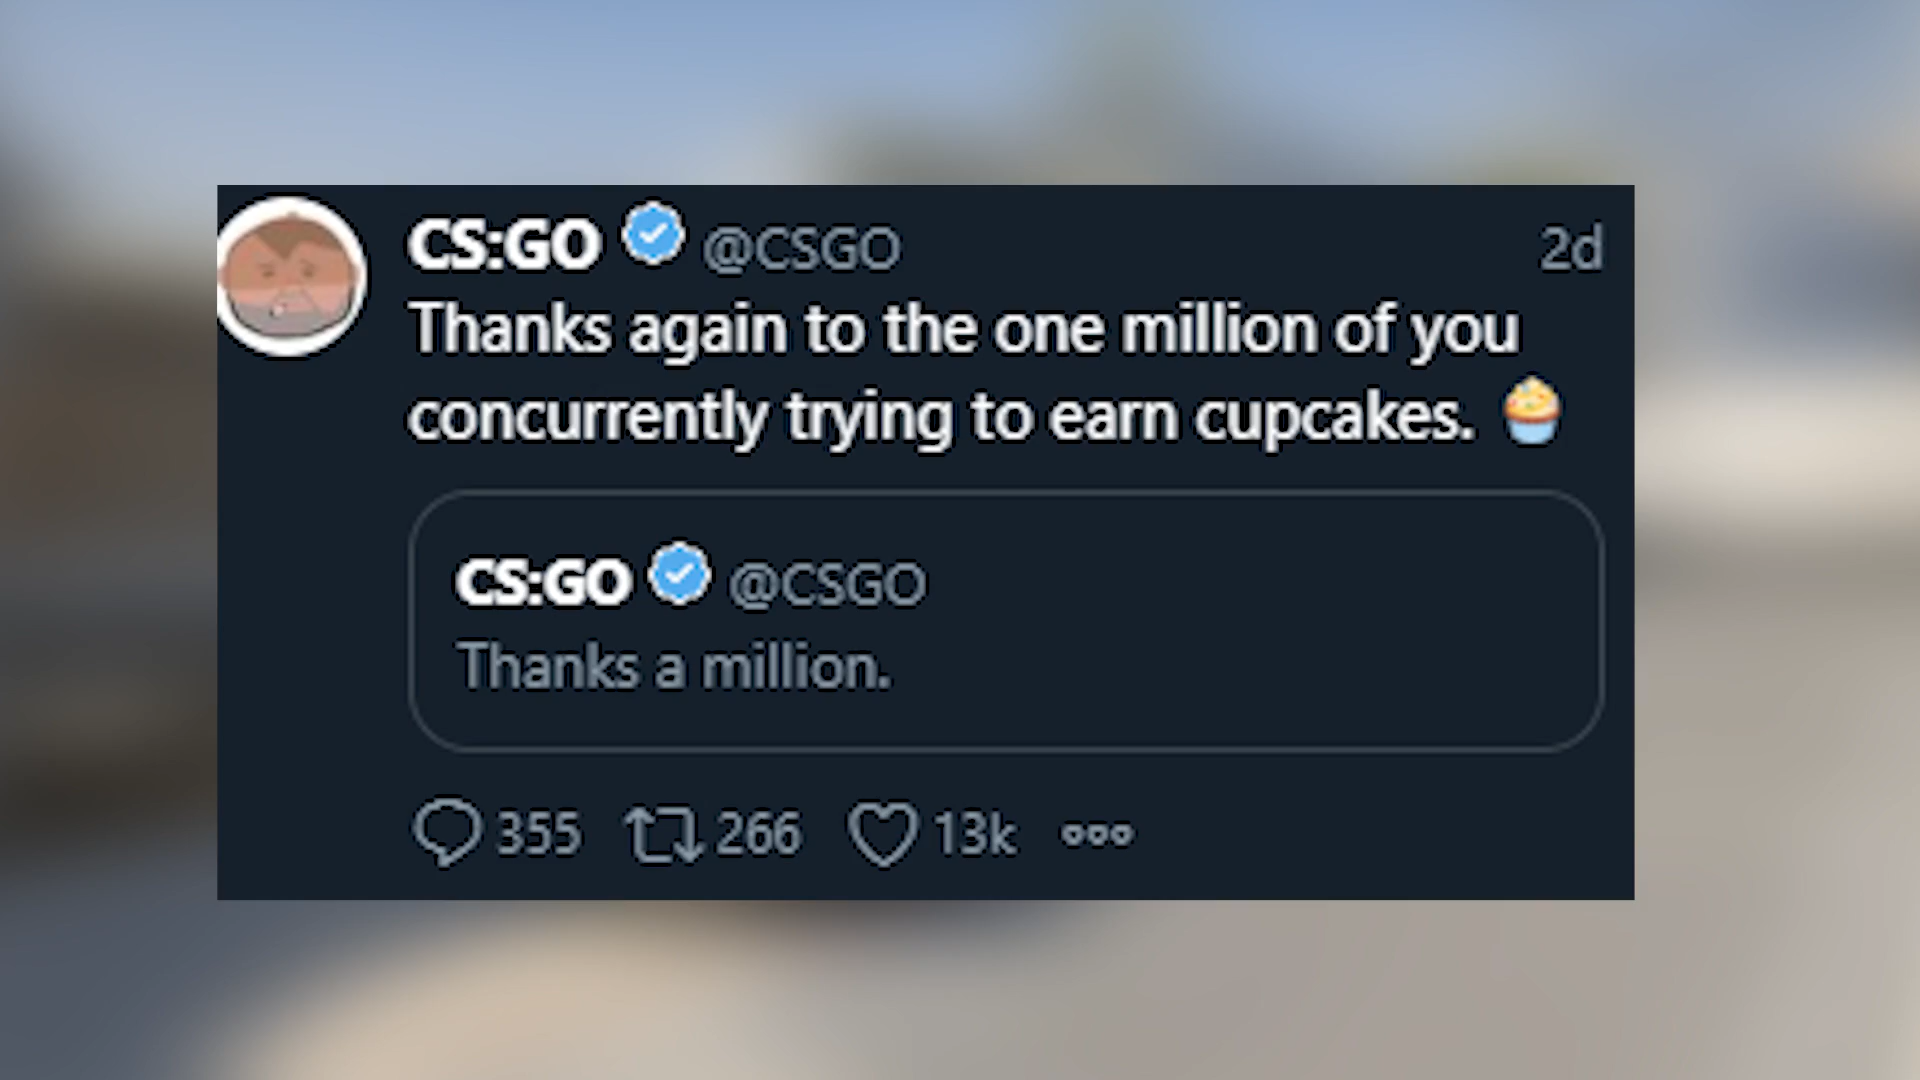 CS:GO @CSGO 2d
Thanks again to the one million of you
concurrently trying to earn cupcakes. 🧁
CS:GO @CSGO
Thanks a million.
355 266 13k